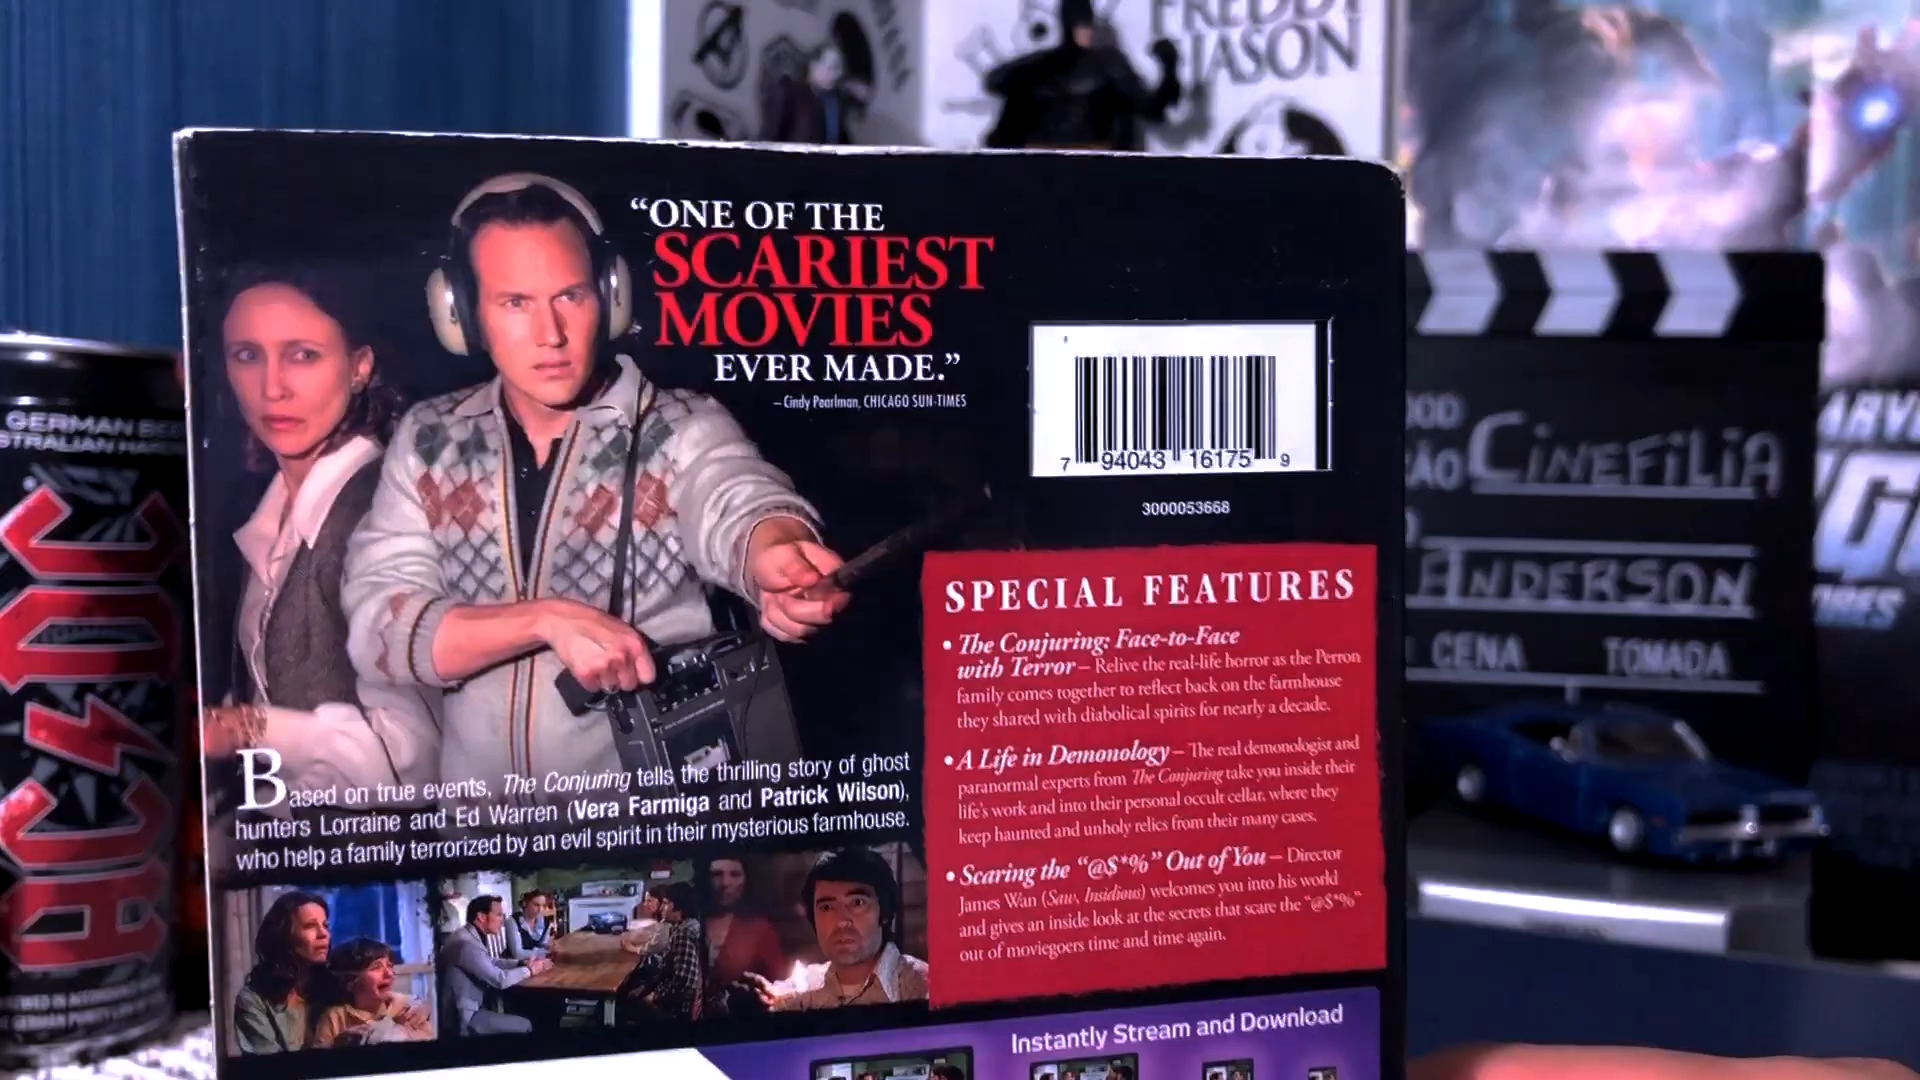 FREDDY
JASON
"ONE OF THE
SCARIEST
MOVIES
EVER MADE."
– Cindy Pearlman, CHICAGO SUN-TIMES
7 94043 16175 9
3000053668
SPECIAL FEATURES
• The Conjuring: Face-to-Face
with Terror – Relive the real-life horror as the Perron
family comes together to reflect back on the farmhouse
they shared with diabolical spirits for nearly a decade.
• A Life in Demonology – The real demonologist and
paranormal experts from The Conjuring take you inside their
life's work and into their personal occult cellar, where they
keep haunted and unholy relics from their many cases.
• Scaring the "@$*%" Out of You – Director
James Wan (Saw, Insidious) welcomes you into his world
and gives an inside look at the secrets that scare the "@$*%"
out of moviegoers time and time again.
Based on true events, The Conjuring tells the thrilling story of ghost
hunters Lorraine and Ed Warren (Vera Farmiga and Patrick Wilson),
who help a family terrorized by an evil spirit in their mysterious farmhouse.
Instantly Stream and Download
GERMAN BE
STRALIAN HAR
AC DC
CINEFILIA
ANDERSON
CENA TOMADA